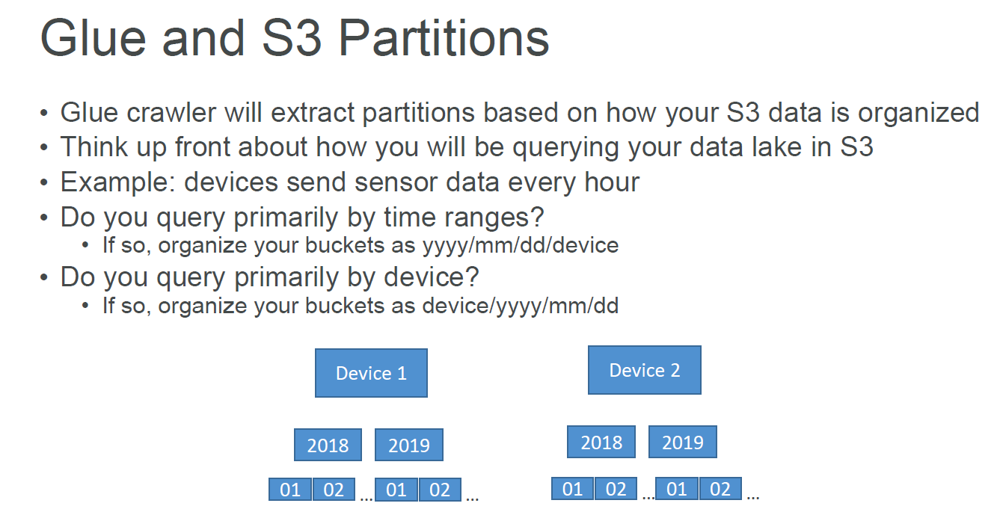 Glue and S3 Partitions
• Glue crawler will extract partitions based on how your S3 data is organized
• Think up front about how you will be querying your data lake in S3
• Example: devices send sensor data every hour
• Do you query primarily by time ranges?
• If so, organize your buckets as yyyy/mm/dd/device
• Do you query primarily by device?
• If so, organize your buckets as device/yyyy/mm/dd
Device 1 Device 2
2018 2019 2018 2019
01 02 ... 01 02 ... 01 02 ... 01 02 ...